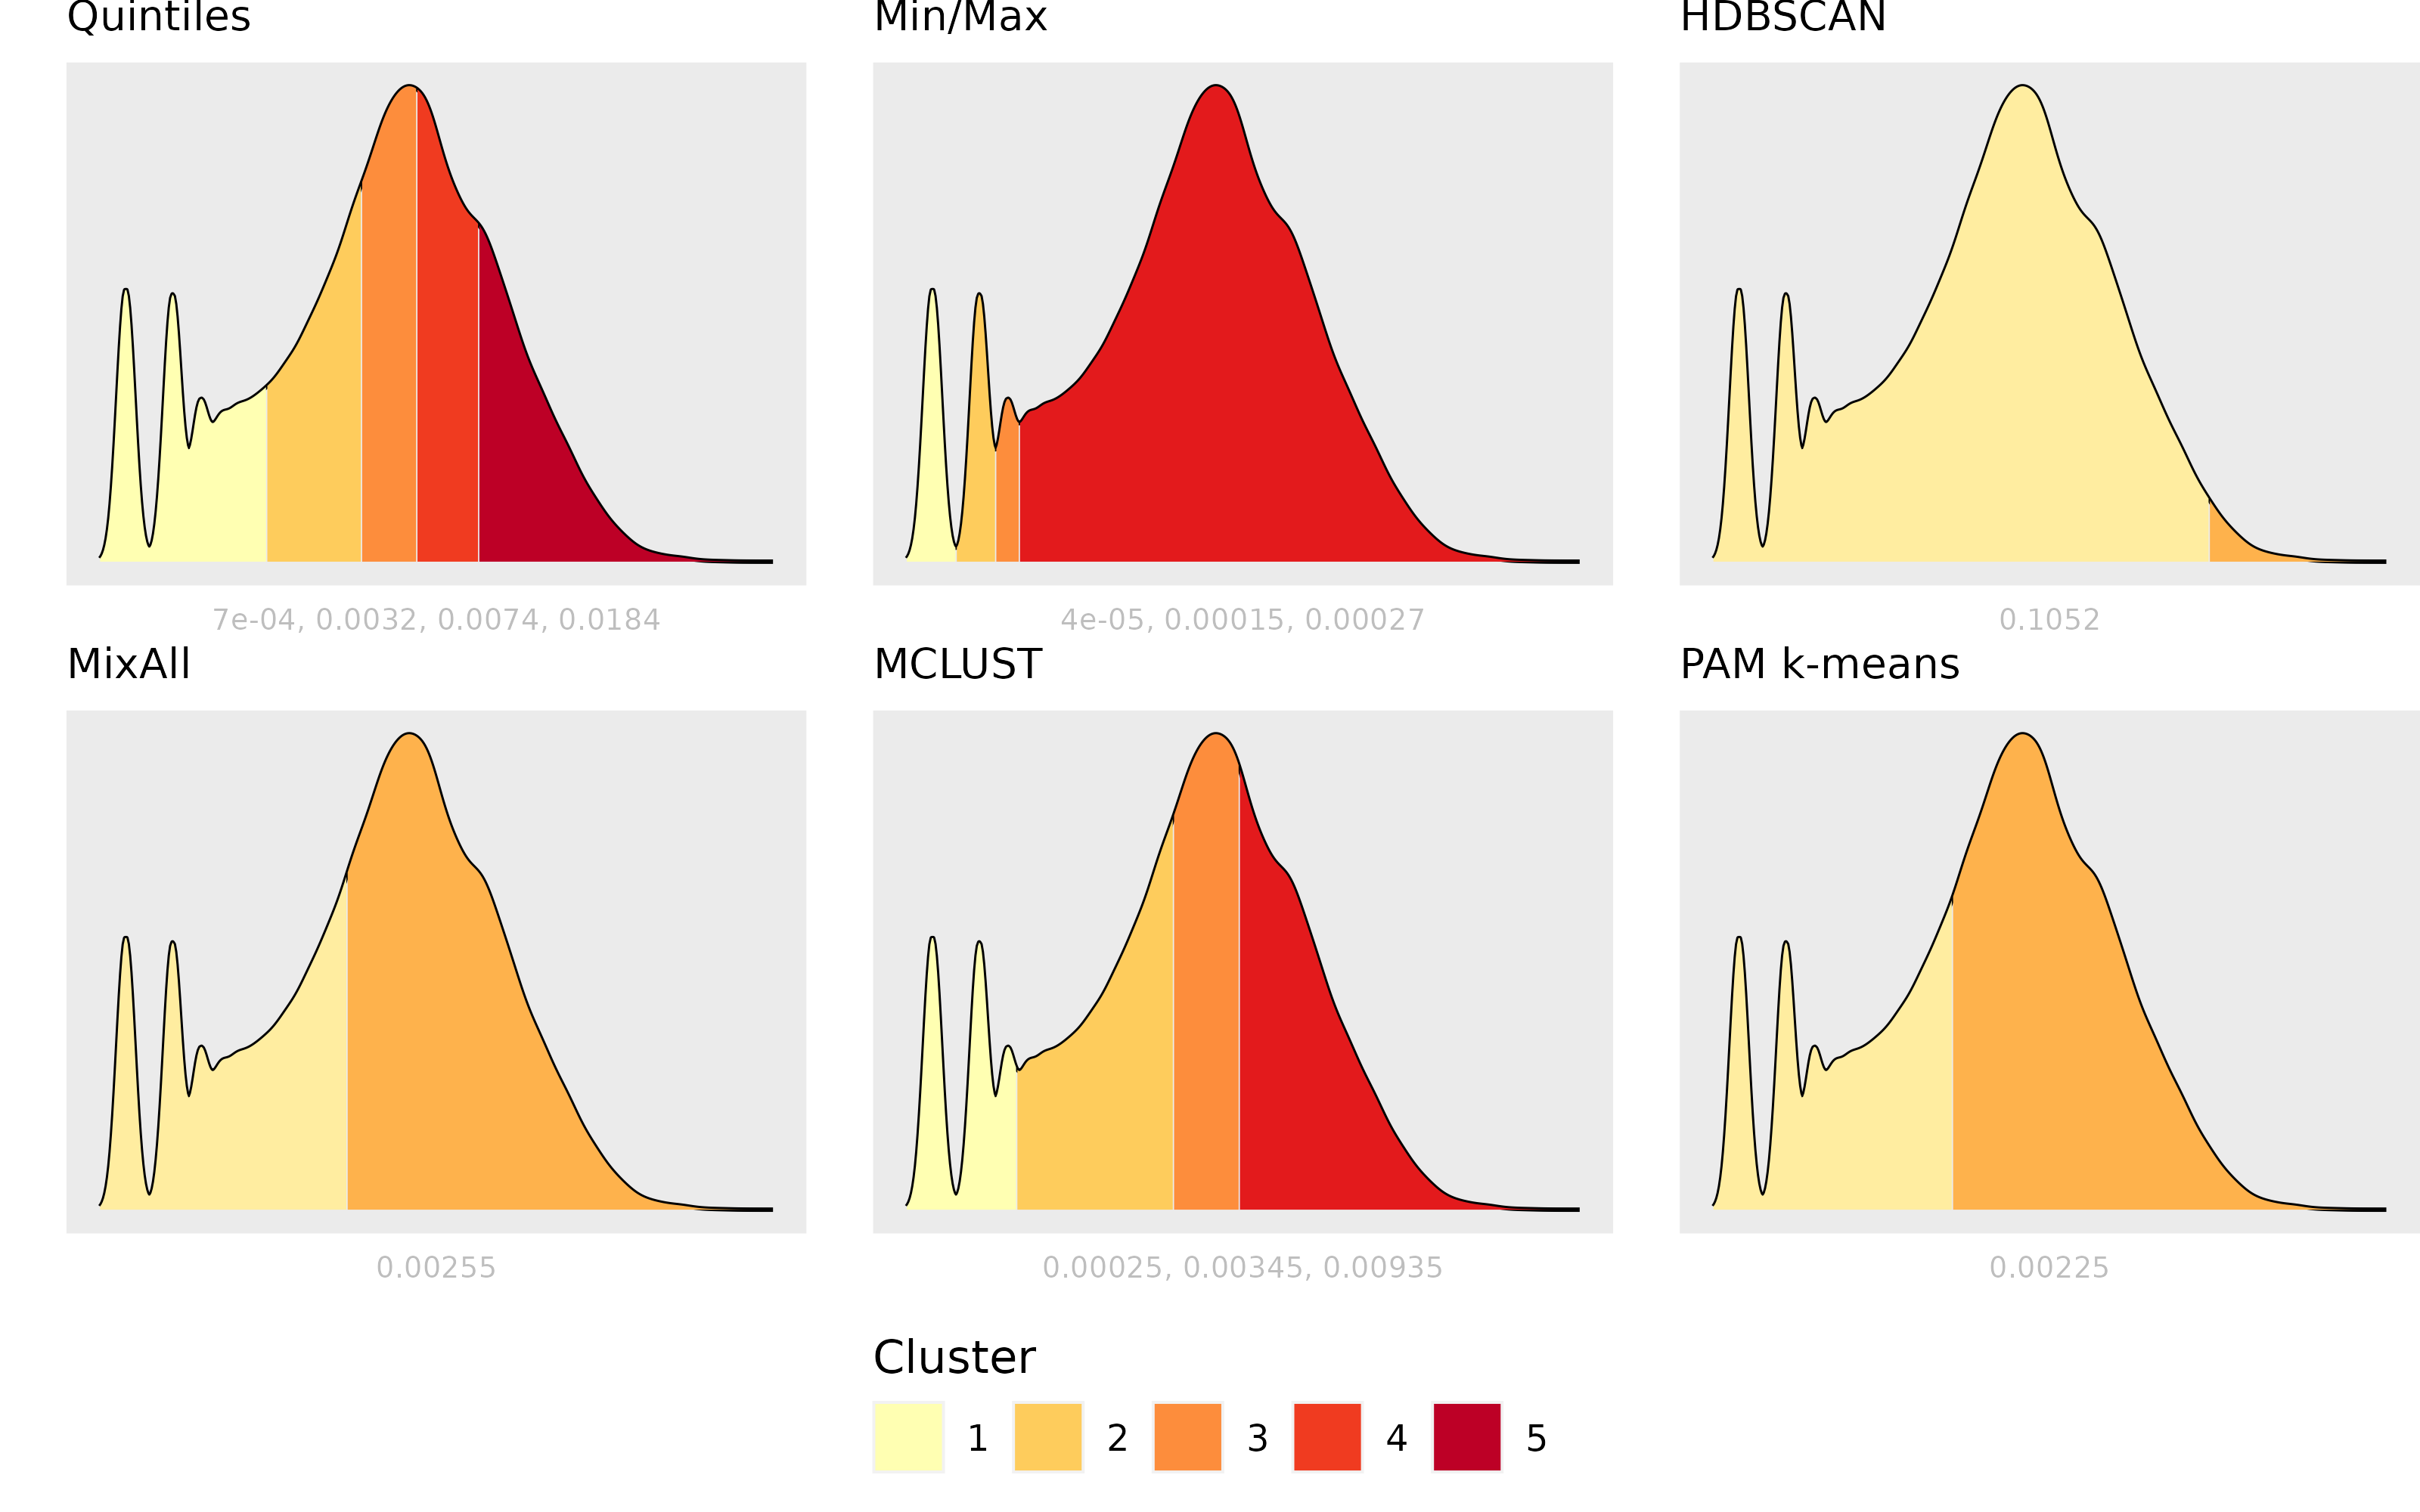 Quintiles
Min/Max
HDBSCAN
7e-04, 0.0032, 0.0074, 0.0184
4e-05, 0.00015, 0.00027
0.1052
MixAll
MCLUST
PAM k-means
0.00255
0.00025, 0.00345, 0.00935
0.00225
Cluster
1 2 3 4 5